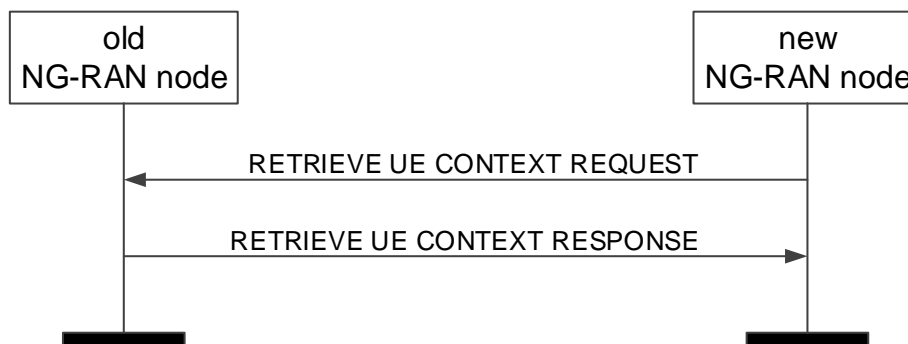 old
NG-RAN node
new
NG-RAN node
RETRIEVE UE CONTEXT REQUEST
RETRIEVE UE CONTEXT RESPONSE